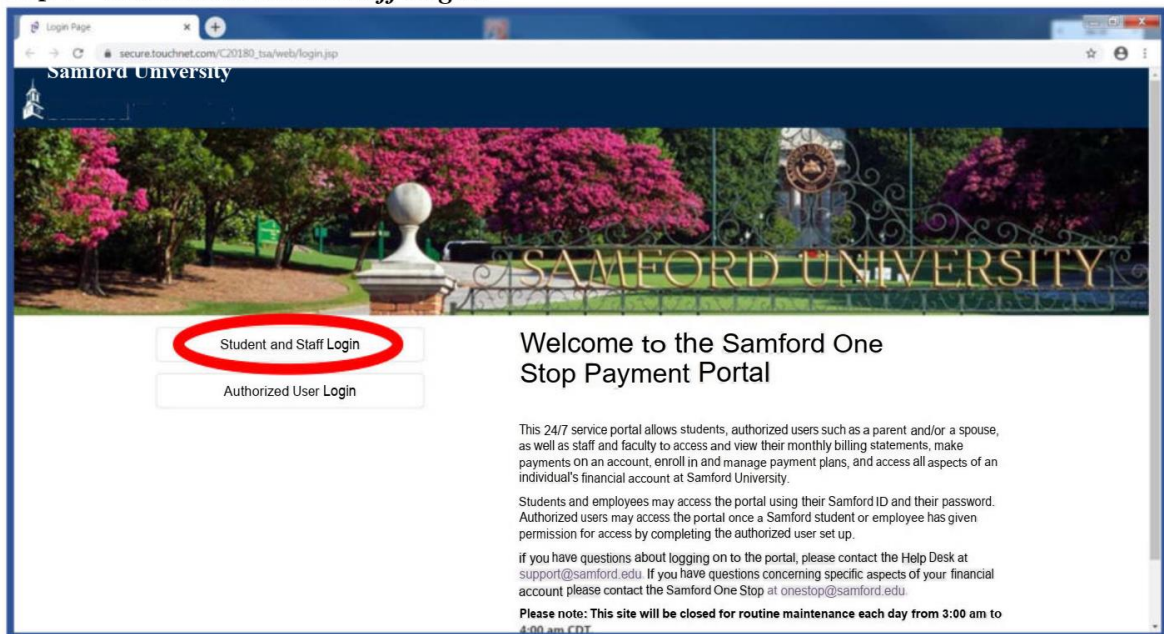 Login Page
secure.touchnet.com/C20180_tsa/web/login.jsp
Samford University
SAMFORD UNIVERSITY
Student and Staff Login
Authorized User Login
Welcome to the Samford One
Stop Payment Portal
This 24/7 service portal allows students, authorized users such as a parent and/or a spouse,
as well as staff and faculty to access and view their monthly billing statements, make
payments on an account, enroll in and manage payment plans, and access all aspects of an
individual's financial account at Samford University.
Students and employees may access the portal using their Samford ID and their password.
Authorized users may access the portal once a Samford student or employee has given
permission for access by completing the authorized user set up.
if you have questions about logging on to the portal, please contact the Help Desk at
support@samford.edu. If you have questions concerning specific aspects of your financial
account please contact the Samford One Stop at onestop@samford.edu.
Please note: This site will be closed for routine maintenance each day from 3:00 am to
4:00 am CDT.